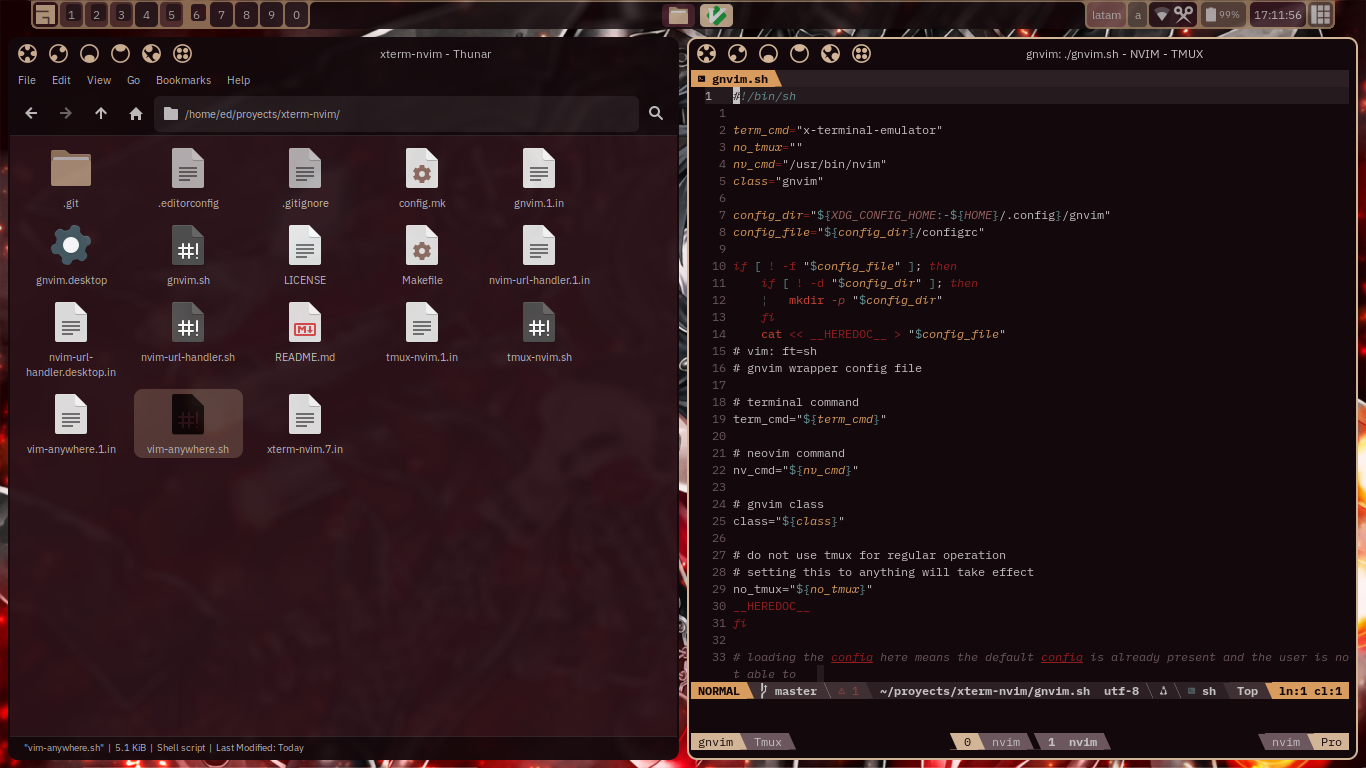 1 2 3 4 5 6 7 8 9 0
latam a 99% 17:11:56
xterm-nvim - Thunar
File Edit View Go Bookmarks Help
/home/ed/proyects/xterm-nvim/
.git .editorconfig .gitignore config.mk gnvim.1.in
gnvim.desktop gnvim.sh LICENSE Makefile nvim-url-handler.1.in
nvim-url-handler.desktop.in nvim-url-handler.sh README.md tmux-nvim.1.in tmux-nvim.sh
vim-anywhere.1.in vim-anywhere.sh xterm-nvim.7.in
"vim-anywhere.sh" | 5.1 KiB | Shell script | Last Modified: Today
gnvim: ./gnvim.sh - NVIM - TMUX
gnvim.sh
1 #!/bin/sh
1
2 term_cmd="x-terminal-emulator"
3 no_tmux=""
4 nv_cmd="/usr/bin/nvim"
5 class="gnvim"
6
7 config_dir="${XDG_CONFIG_HOME:-${HOME}/.config}/gnvim"
8 config_file="${config_dir}/configrc"
9
10 if [ ! -f "$config_file" ]; then
11 if [ ! -d "$config_dir" ]; then
12 ¦ mkdir -p "$config_dir"
13 fi
14 cat << __HEREDOC__ > "$config_file"
15 # vim: ft=sh
16 # gnvim wrapper config file
17
18 # terminal command
19 term_cmd="${term_cmd}"
20
21 # neovim command
22 nv_cmd="${nv_cmd}"
23
24 # gnvim class
25 class="${class}"
26
27 # do not use tmux for regular operation
28 # setting this to anything will take effect
29 no_tmux="${no_tmux}"
30 __HEREDOC__
31 fi
32
33 # loading the config here means the default config is already present and the user is no
t able to
NORMAL master ⚠ 1 ~/proyects/xterm-nvim/gnvim.sh utf-8 sh Top ln:1 cl:1
gnvim Tmux 0 nvim 1 nvim nvim Pro